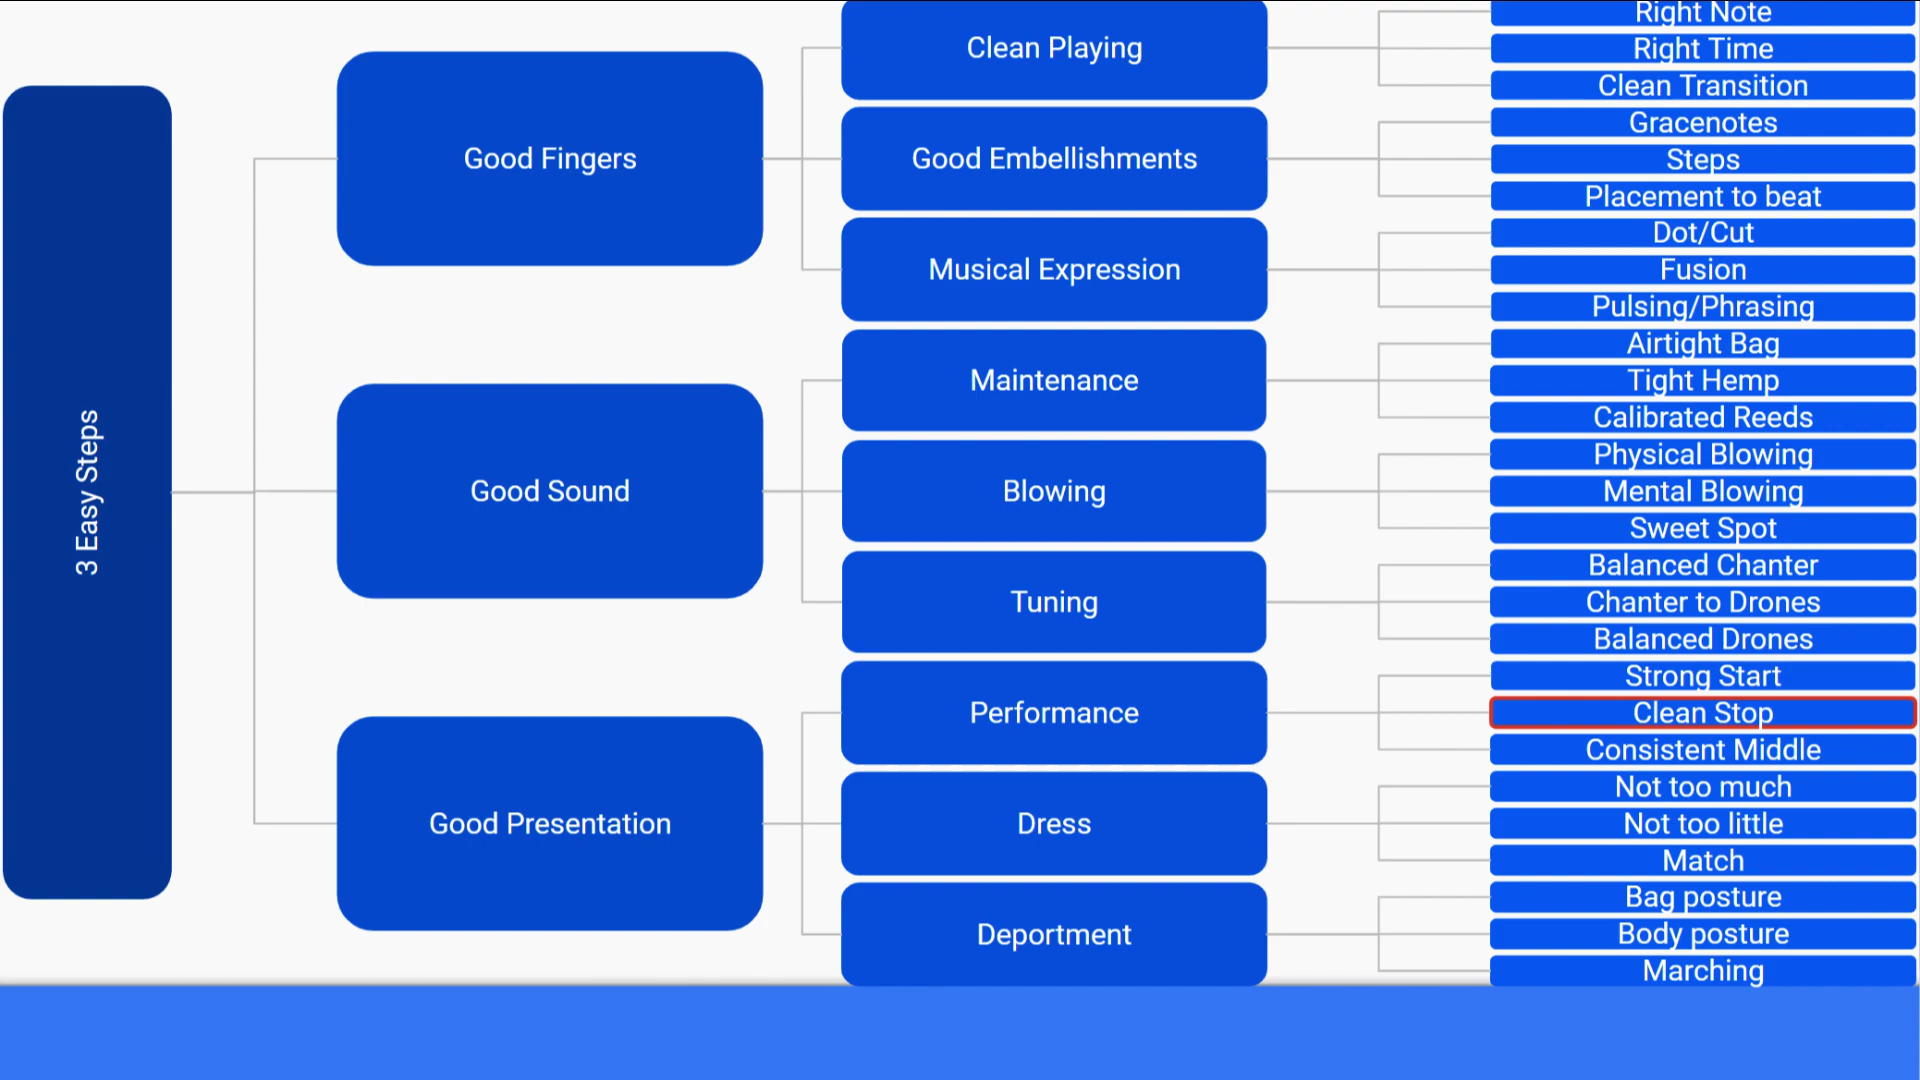 3 Easy Steps
Good Fingers
Clean Playing
Right Note
Right Time
Clean Transition
Good Embellishments
Gracenotes
Steps
Placement to beat
Musical Expression
Dot/Cut
Fusion
Pulsing/Phrasing
Good Sound
Maintenance
Airtight Bag
Tight Hemp
Calibrated Reeds
Blowing
Physical Blowing
Mental Blowing
Sweet Spot
Tuning
Balanced Chanter
Chanter to Drones
Balanced Drones
Good Presentation
Performance
Strong Start
Clean Stop
Consistent Middle
Dress
Not too much
Not too little
Match
Deportment
Bag posture
Body posture
Marching